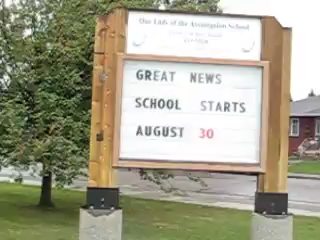 Our Lady of the Assumption School
GREAT NEWS
SCHOOL STARTS
AUGUST 30